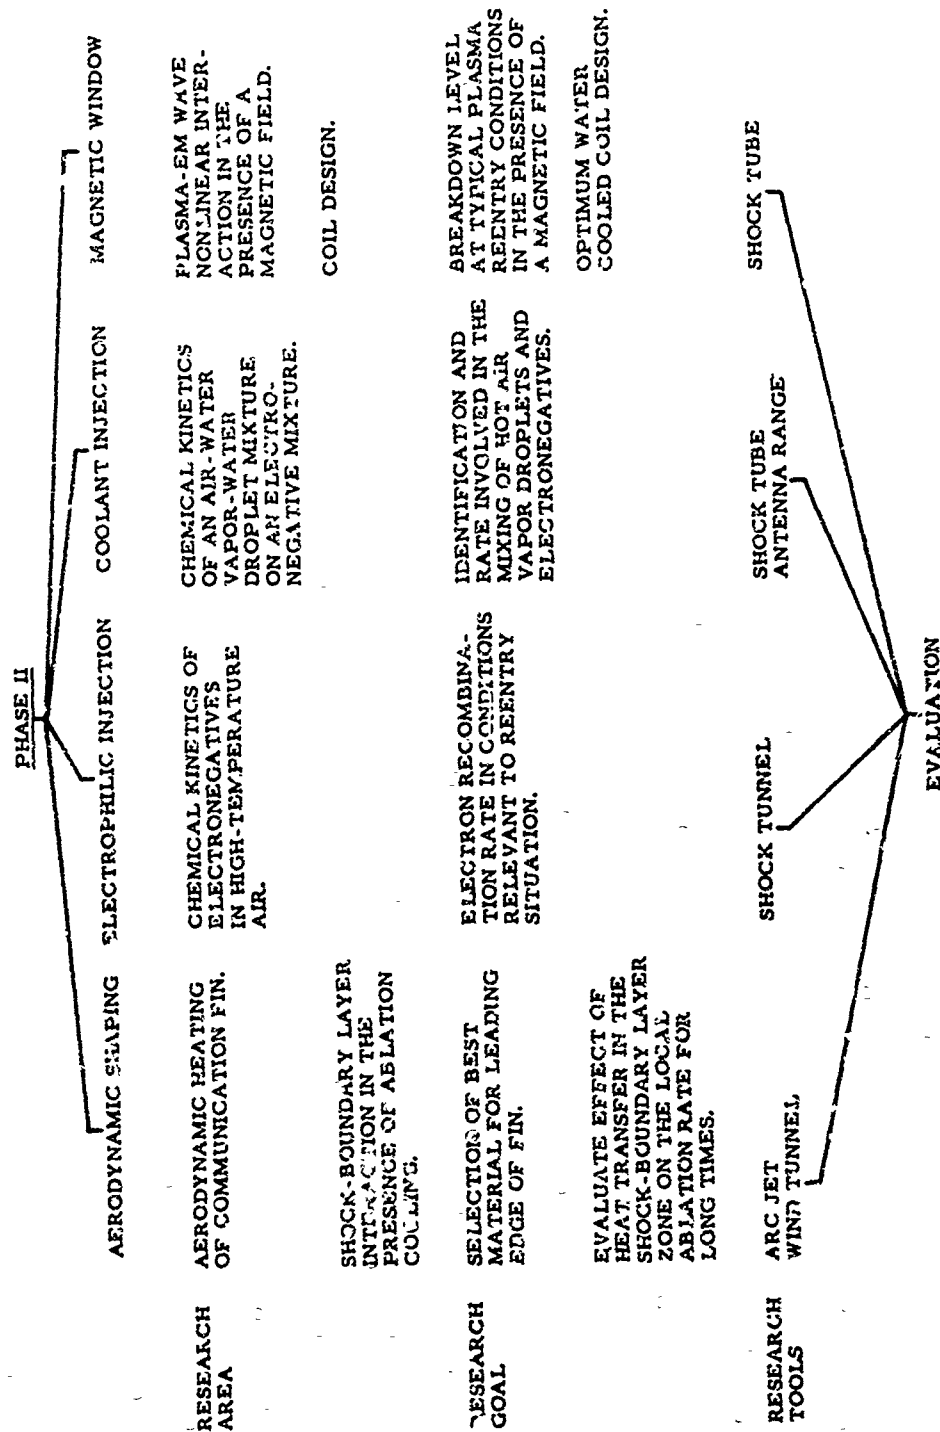 PHASE II
AERODYNAMIC SHAPING
ELECTROPHILIC INJECTION
COOLANT INJECTION
MAGNETIC WINDOW
RESEARCH
AREA
AERODYNAMIC HEATING
OF COMMUNICATION FIN.
SHOCK-BOUNDARY LAYER
INTERACTION IN THE
PRESENCE OF ABLATION
COOLING.
CHEMICAL KINETICS OF
ELECTRONEGATIVES
IN HIGH-TEMPERATURE
AIR.
CHEMICAL KINETICS
OF AN AIR-WATER
VAPOR-WATER
DROPLET MIXTURE
ON AN ELECTRO-
NEGATIVE MIXTURE.
PLASMA-EM WAVE
NONLINEAR INTER-
ACTION IN THE
PRESENCE OF A
MAGNETIC FIELD.
COIL DESIGN.
RESEARCH
GOAL
SELECTION OF BEST
MATERIAL FOR LEADING
EDGE OF FIN.
EVALUATE EFFECT OF
HEAT TRANSFER IN THE
SHOCK-BOUNDARY LAYER
ZONE ON THE LOCAL
ABLATION RATE FOR
LONG TIMES.
ELECTRON RECOMBINA-
TION RATE IN CONDITIONS
RELEVANT TO REENTRY
SITUATION.
IDENTIFICATION AND
RATE INVOLVED IN THE
MIXING OF HOT AIR
VAPOR DROPLETS AND
ELECTRONEGATIVES.
BREAKDOWN LEVEL
AT TYPICAL PLASMA
REENTRY CONDITIONS
IN THE PRESENCE OF
A MAGNETIC FIELD.
OPTIMUM WATER
COOLED COIL DESIGN.
RESEARCH
TOOLS
ARC JET
WIND TUNNEL
SHOCK TUNNEL
SHOCK TUBE
ANTENNA RANGE
SHOCK TUBE
EVALUATION